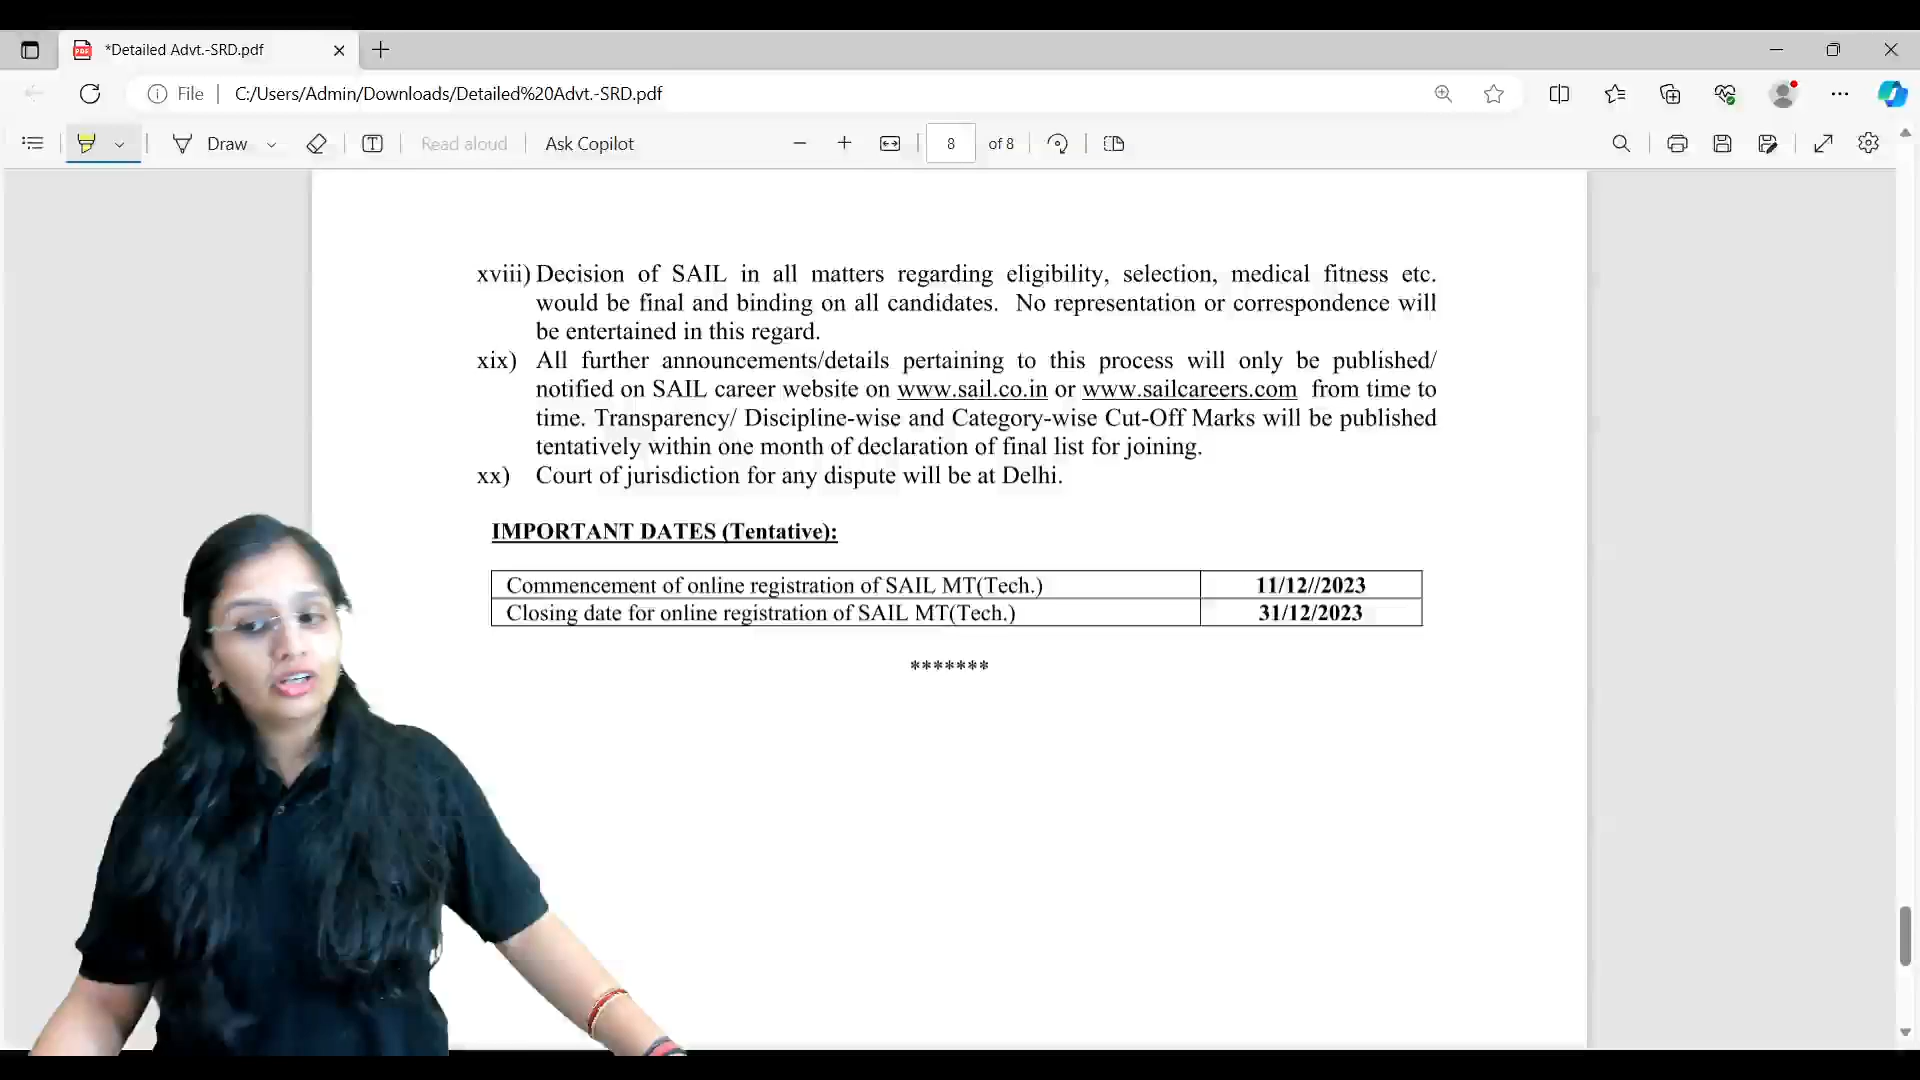 *Detailed Advt.-SRD.pdf
File C:/Users/Admin/Downloads/Detailed%20Advt.-SRD.pdf
Draw Read aloud Ask Copilot 8 of 8
xviii) Decision of SAIL in all matters regarding eligibility, selection, medical fitness etc.
would be final and binding on all candidates. No representation or correspondence will
be entertained in this regard.
xix) All further announcements/details pertaining to this process will only be published/
notified on SAIL career website on www.sail.co.in or www.sailcareers.com from time to
time. Transparency/ Discipline-wise and Category-wise Cut-Off Marks will be published
tentatively within one month of declaration of final list for joining.
xx) Court of jurisdiction for any dispute will be at Delhi.
IMPORTANT DATES (Tentative):
Commencement of online registration of SAIL MT(Tech.) 11/12//2023
Closing date for online registration of SAIL MT(Tech.) 31/12/2023
*******